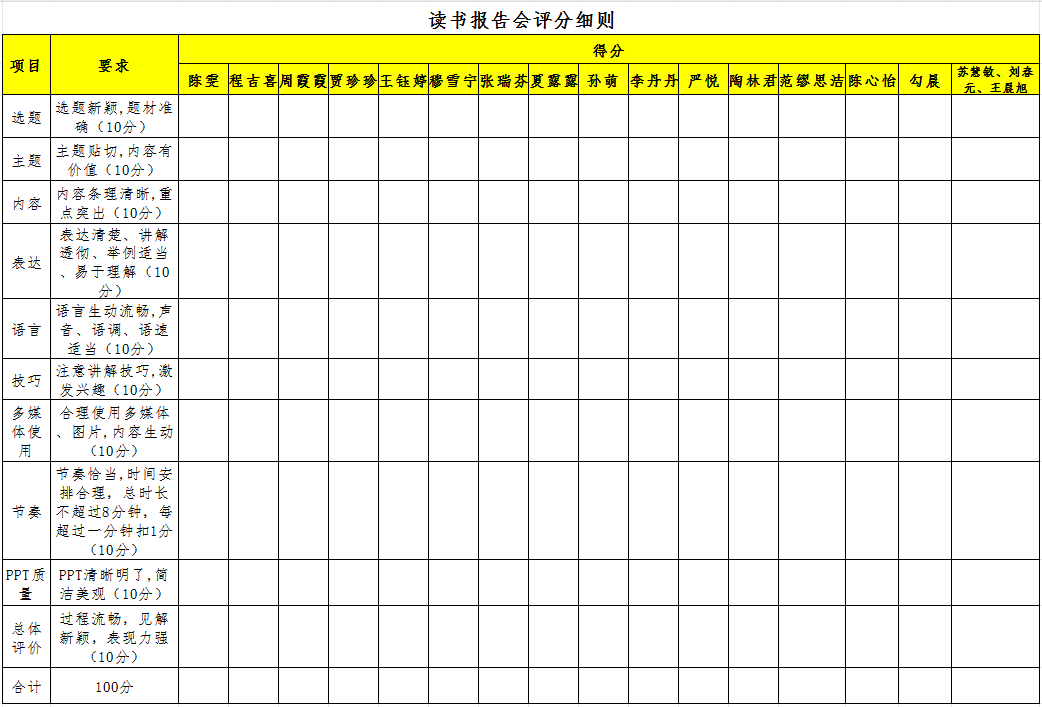 读书报告会评分细则
项目
要求
得分
陈雯
程吉喜
周霞霞
贾珍珍
王钰婷
穆雪宁
张瑞芬
夏露露
孙萌
李丹丹
严悦
陶林君
范缪思洁
陈心怡
勾晨
苏慧敏、刘春
元、王晨旭
选题
选题新颖,题材准
确（10分）
主题
主题贴切,内容有
价值（10分）
内容
内容条理清晰,重
点突出（10分）
表达
表达清楚、讲解
透彻、举例适当
、易于理解（10
分）
语言
语言生动流畅,声
音、语调、语速
适当（10分）
技巧
注意讲解技巧,激
发兴趣（10分）
多媒
体使
用
合理使用多媒体
、图片,内容生动
（10分）
节奏
节奏恰当,时间安
排合理，总时长
不超过8分钟，每
超过一分钟扣1分
（10分）
PPT质
量
PPT清晰明了,简
洁美观（10分）
总体
评价
过程流畅，见解
新颖，表现力强
（10分）
合计
100分